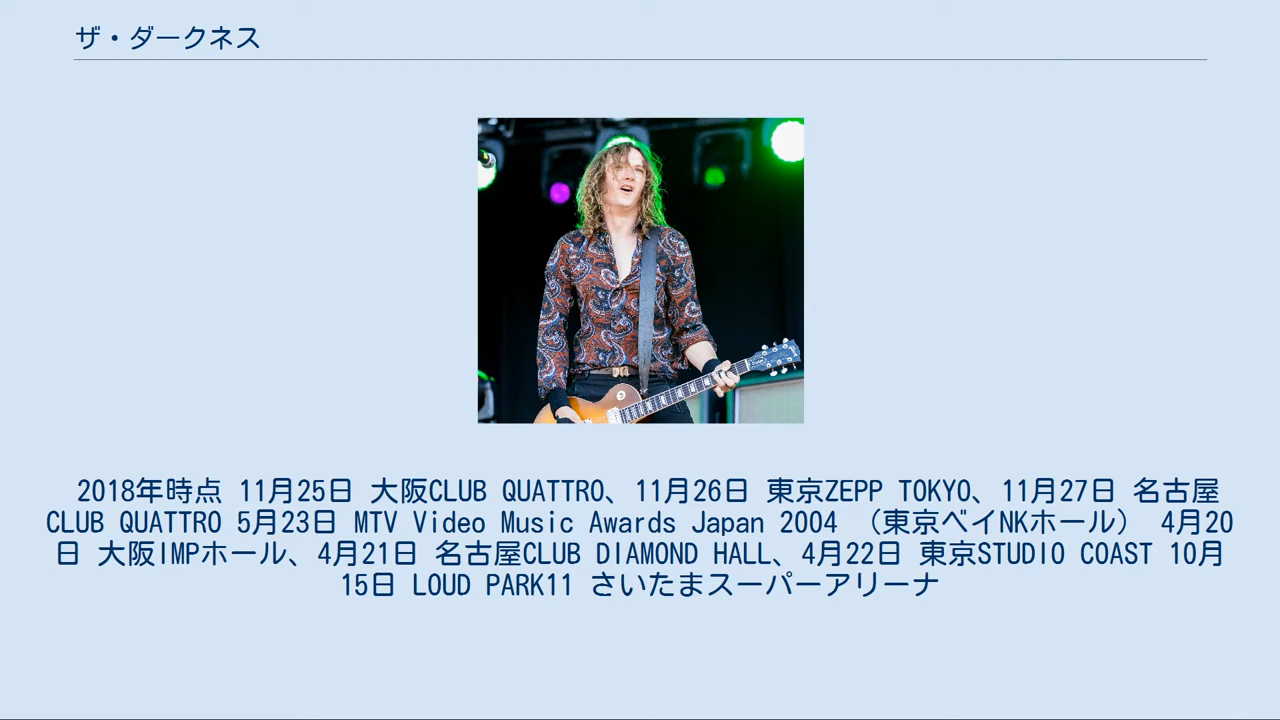 ザ・ダークネス
2018年時点 11月25日 大阪CLUB QUATTRO、11月26日 東京ZEPP TOKYO、11月27日 名古屋
CLUB QUATTRO 5月23日 MTV Video Music Awards Japan 2004 （東京ベイNKホール） 4月20
日 大阪IMPホール、4月21日 名古屋CLUB DIAMOND HALL、4月22日 東京STUDIO COAST 10月
15日 LOUD PARK11 さいたまスーパーアリーナ